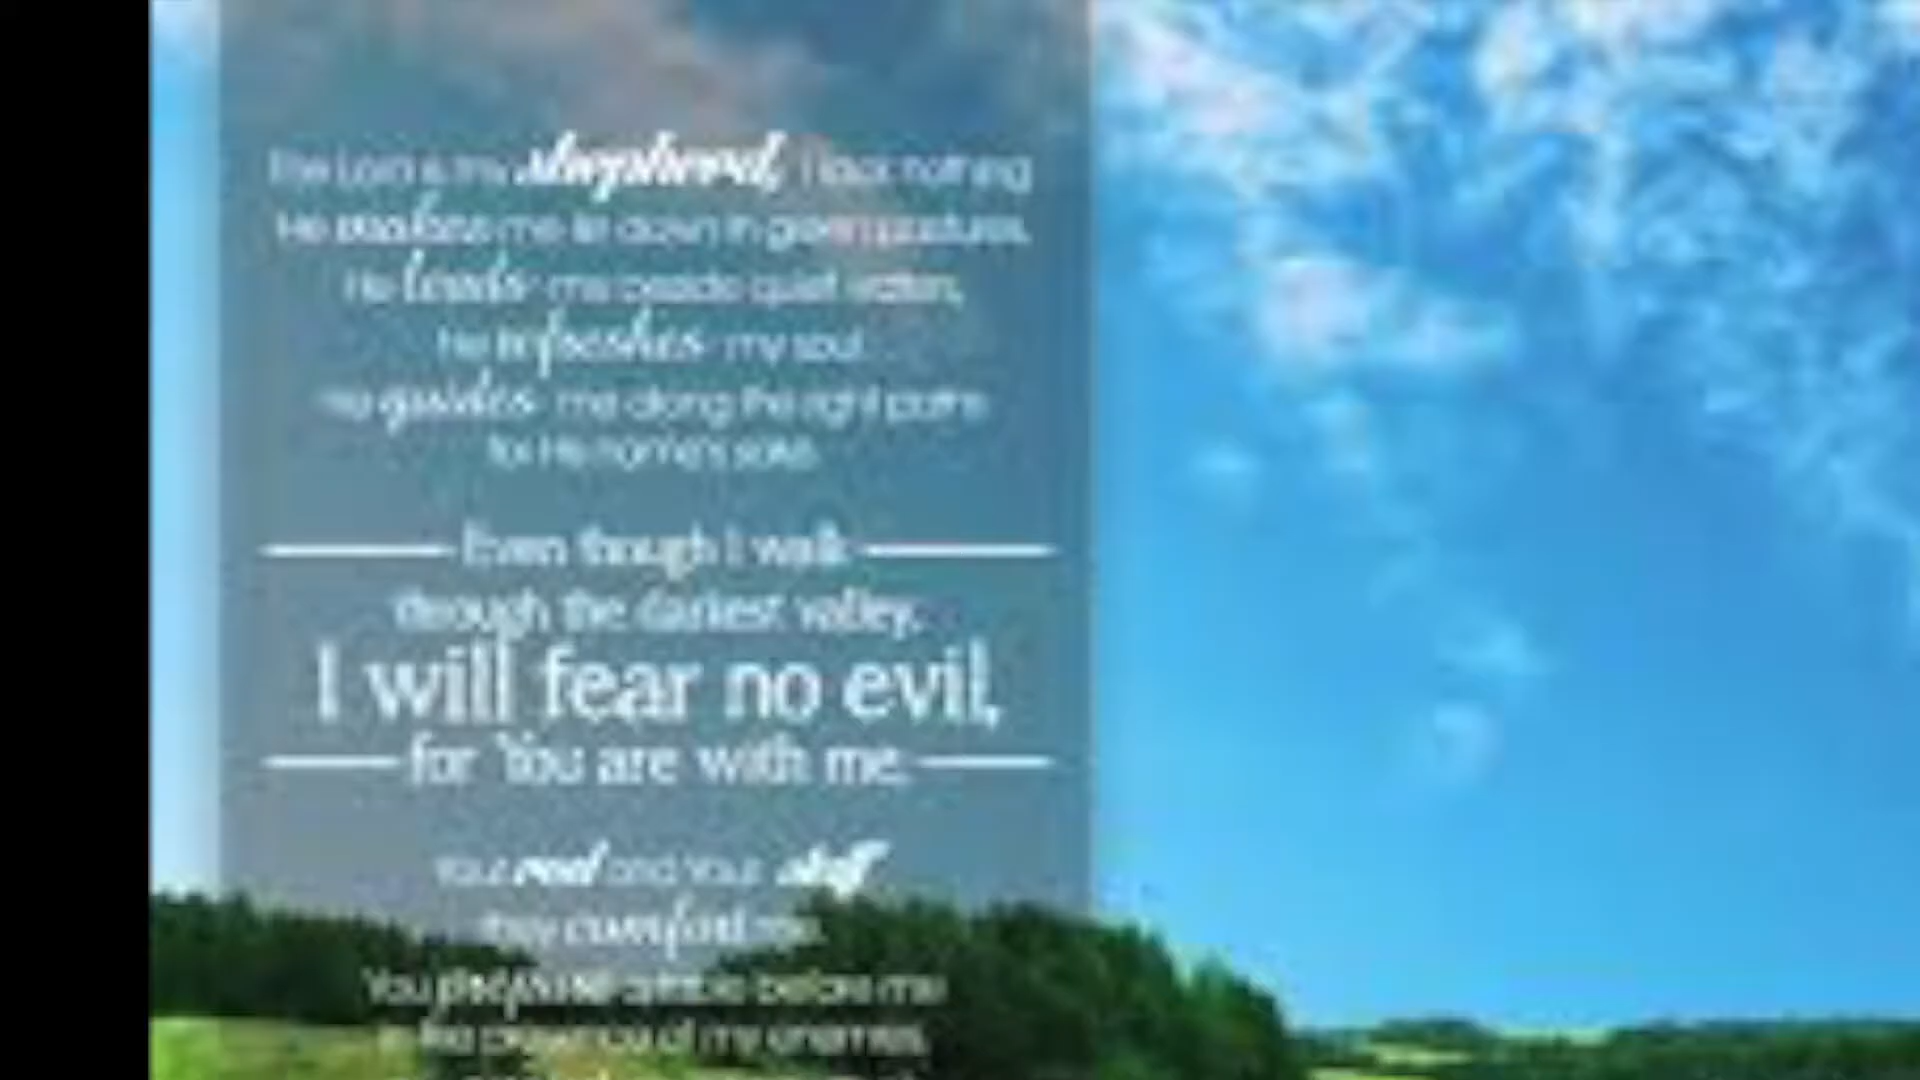 The Lord is my shepherd, I lack nothing
He makes me lie down in green pastures,
He leads me beside quiet waters,
He refreshes my soul.
He guides me along the right paths
for His name's sake.
Even though I walk
through the darkest valley,
I will fear no evil,
for You are with me.
Your rod and Your staff
they comfort me.
You prepare a table before me
in the presence of my enemies,